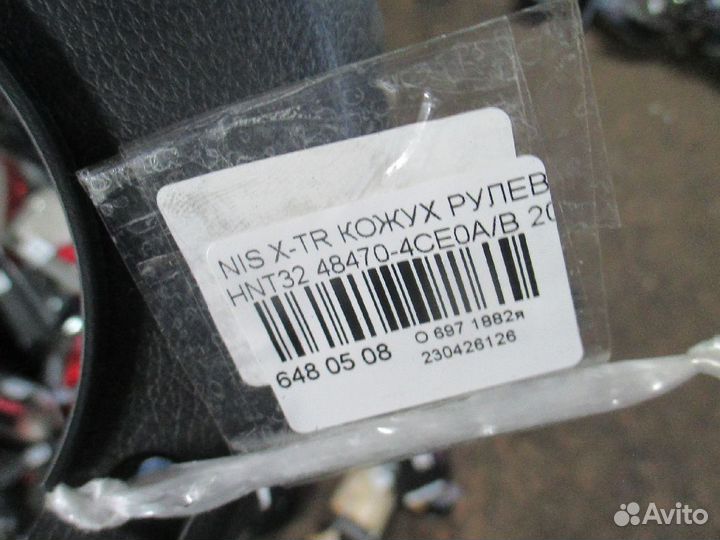 NIS X-TR КОЖУХ РУЛЕВ
HNT32 48470-4CE0A/B 20
648 05 08
О 697 1882я
230426126
Avito